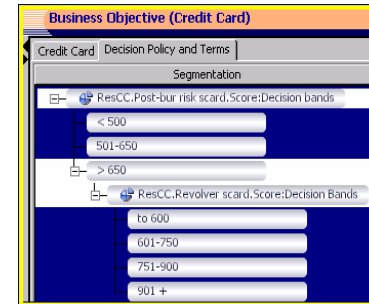 Business Objective (Credit Card)
Credit Card Decision Policy and Terms
Segmentation
ResCC.Post-bur risk scard.Score:Decision bands
< 500
501-650
> 650
ResCC.Revolver scard.Score:Decision Bands
to 600
601-750
751-900
901 +